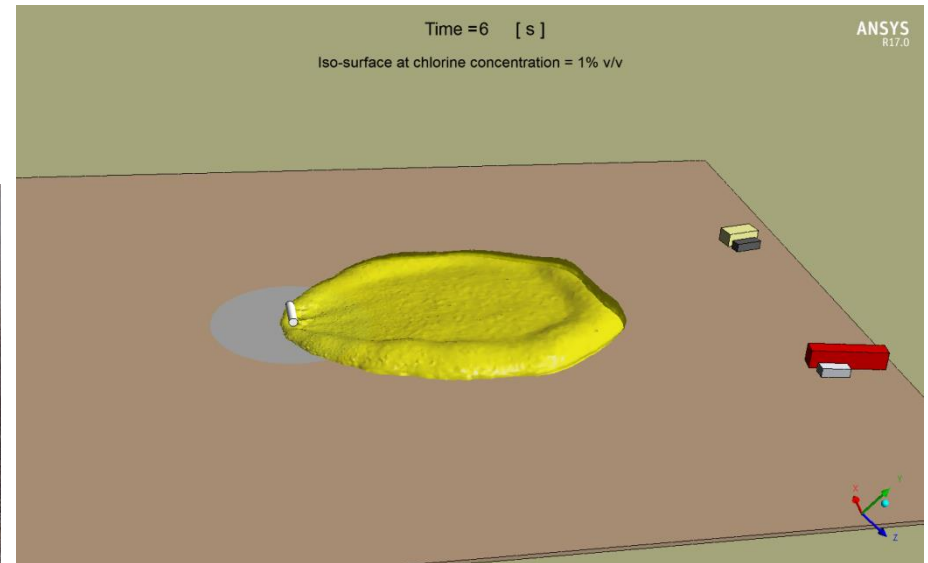 Time =6 [ s ]
ANSYS
R17.0
Iso-surface at chlorine concentration = 1% v/v
X
Y
Z